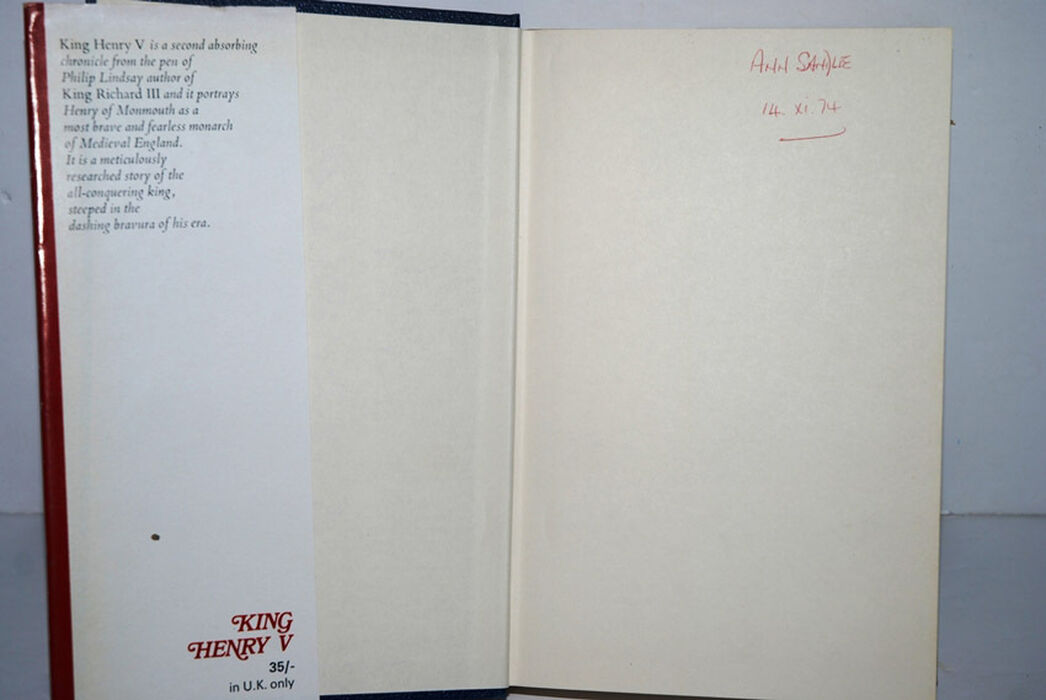 King Henry V is a second absorbing
chronicle from the pen of
Philip Lindsay author of
King Richard III and it portrays
Henry of Monmouth as a
most brave and fearless monarch
of Medieval England.
It is a meticulously
researched story of the
all-conquering king,
steeped in the
dashing bravura of his era.
KING
HENRY V
35/-
in U.K. only
ANN
14. xi. 74